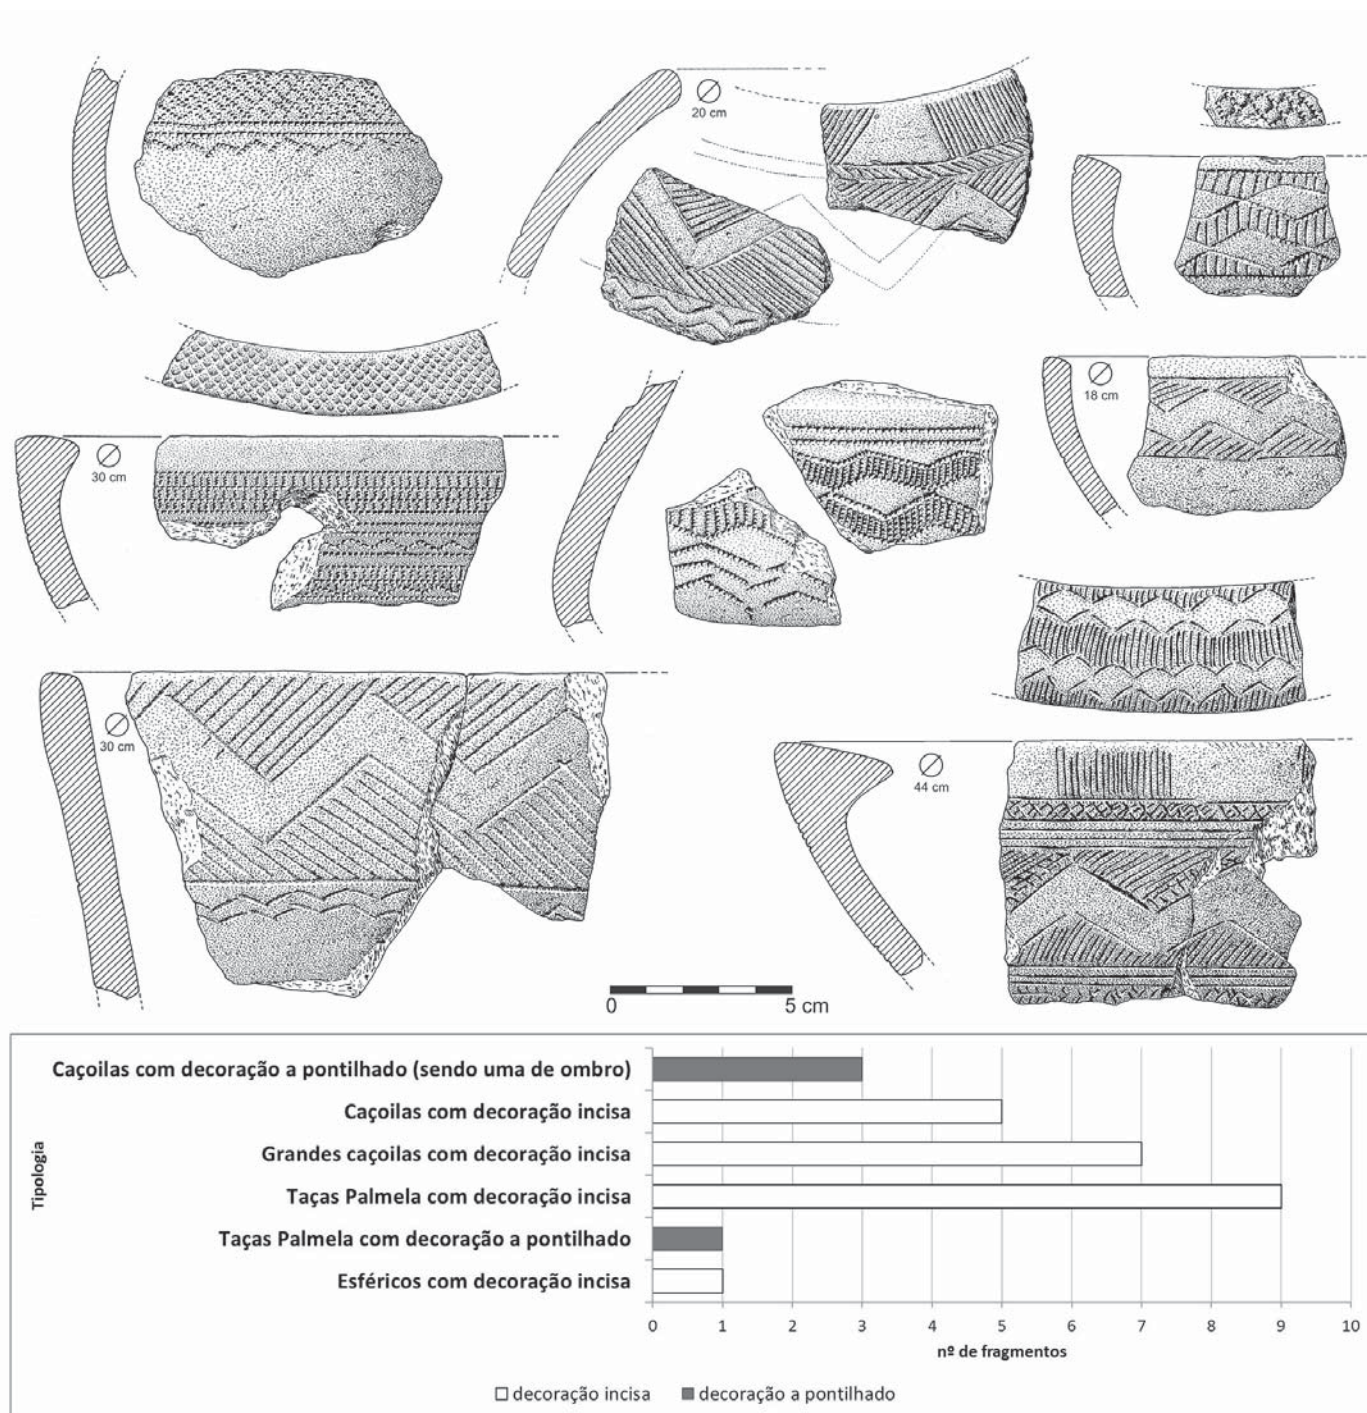 20 cm
18 cm
30 cm
30 cm
44 cm
0 5 cm
Tipologia
Caçoilas com decoração a pontilhado (sendo uma de ombro)
Caçoilas com decoração incisa
Grandes caçoilas com decoração incisa
Taças Palmela com decoração incisa
Taças Palmela com decoração a pontilhado
Esféricos com decoração incisa
0 1 2 3 4 5 6 7 8 9 10
nº de fragmentos
decoração incisa decoração a pontilhado